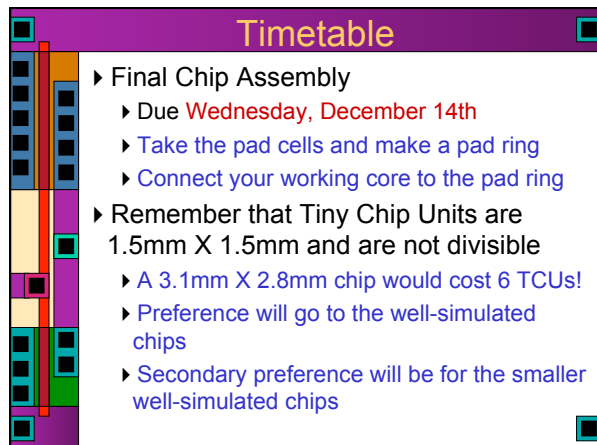 Timetable
Final Chip Assembly
Due Wednesday, December 14th
Take the pad cells and make a pad ring
Connect your working core to the pad ring
Remember that Tiny Chip Units are
1.5mm X 1.5mm and are not divisible
A 3.1mm X 2.8mm chip would cost 6 TCUs!
Preference will go to the well-simulated
chips
Secondary preference will be for the smaller
well-simulated chips